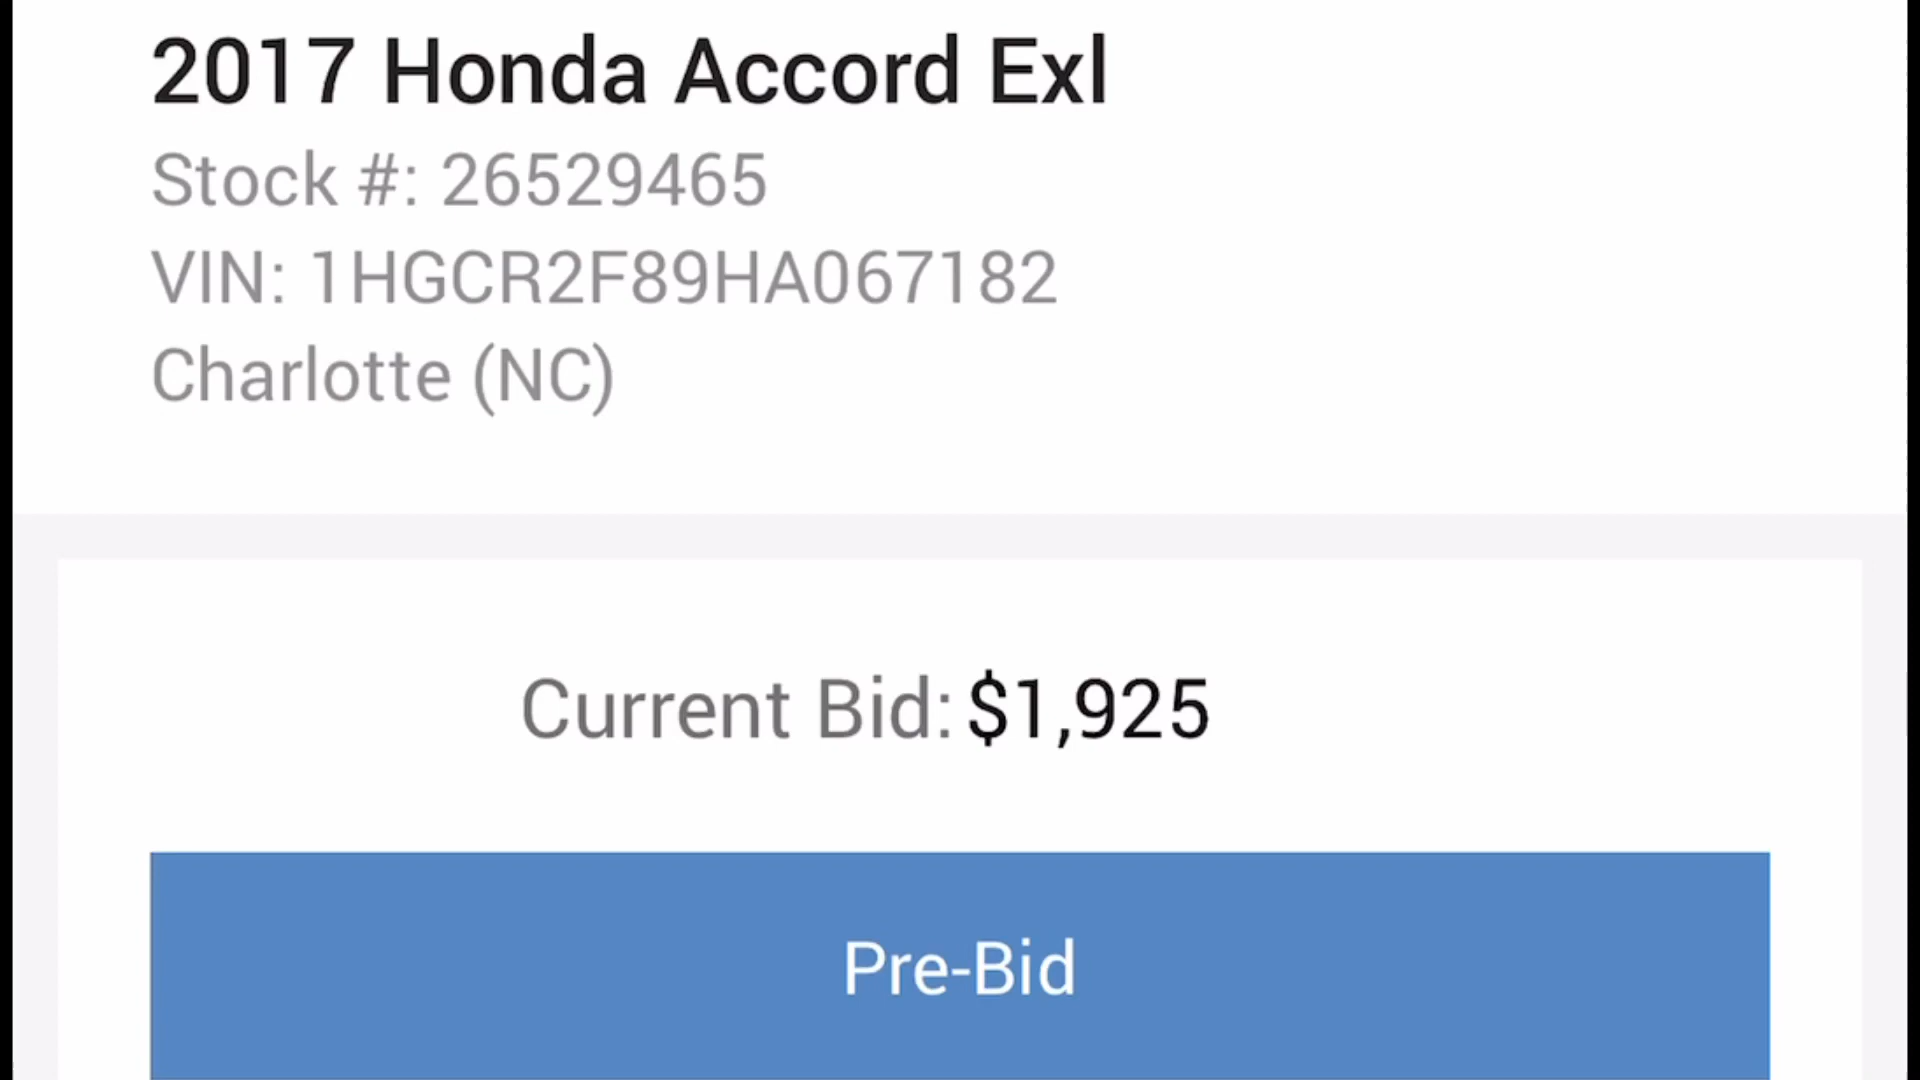 2017 Honda Accord Exl
Stock #: 26529465
VIN: 1HGCR2F89HA067182
Charlotte (NC)
Current Bid: $1,925
Pre-Bid